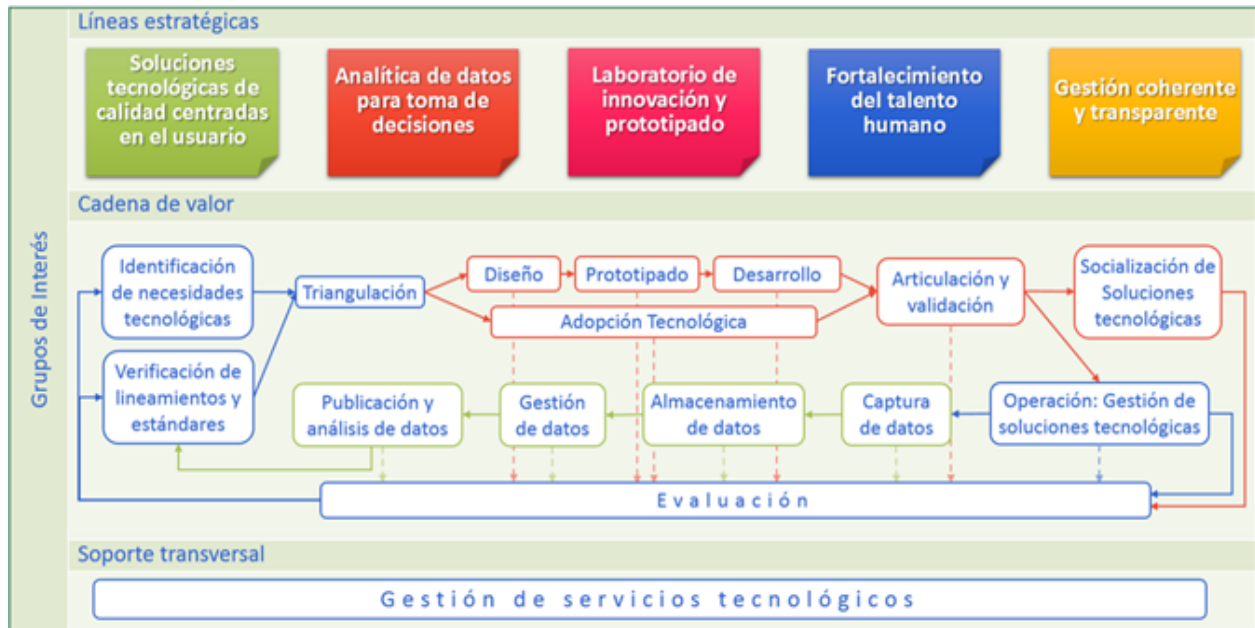 Grupos de Interés
Líneas estratégicas
Soluciones
tecnológicas de
calidad centradas
en el usuario
Analítica de datos
para toma de
decisiones
Laboratorio de
innovación y
prototipado
Fortalecimiento
del talento
humano
Gestión coherente
y transparente
Cadena de valor
Identificación
de necesidades
tecnológicas
Triangulación
Diseño
Prototipado
Desarrollo
Adopción Tecnológica
Articulación y
validación
Socialización de
Soluciones
tecnológicas
Verificación de
lineamientos y
estándares
Publicación y
análisis de datos
Gestión
de datos
Almacenamiento
de datos
Captura
de datos
Operación: Gestión de
soluciones tecnológicas
Evaluación
Soporte transversal
Gestión de servicios tecnológicos